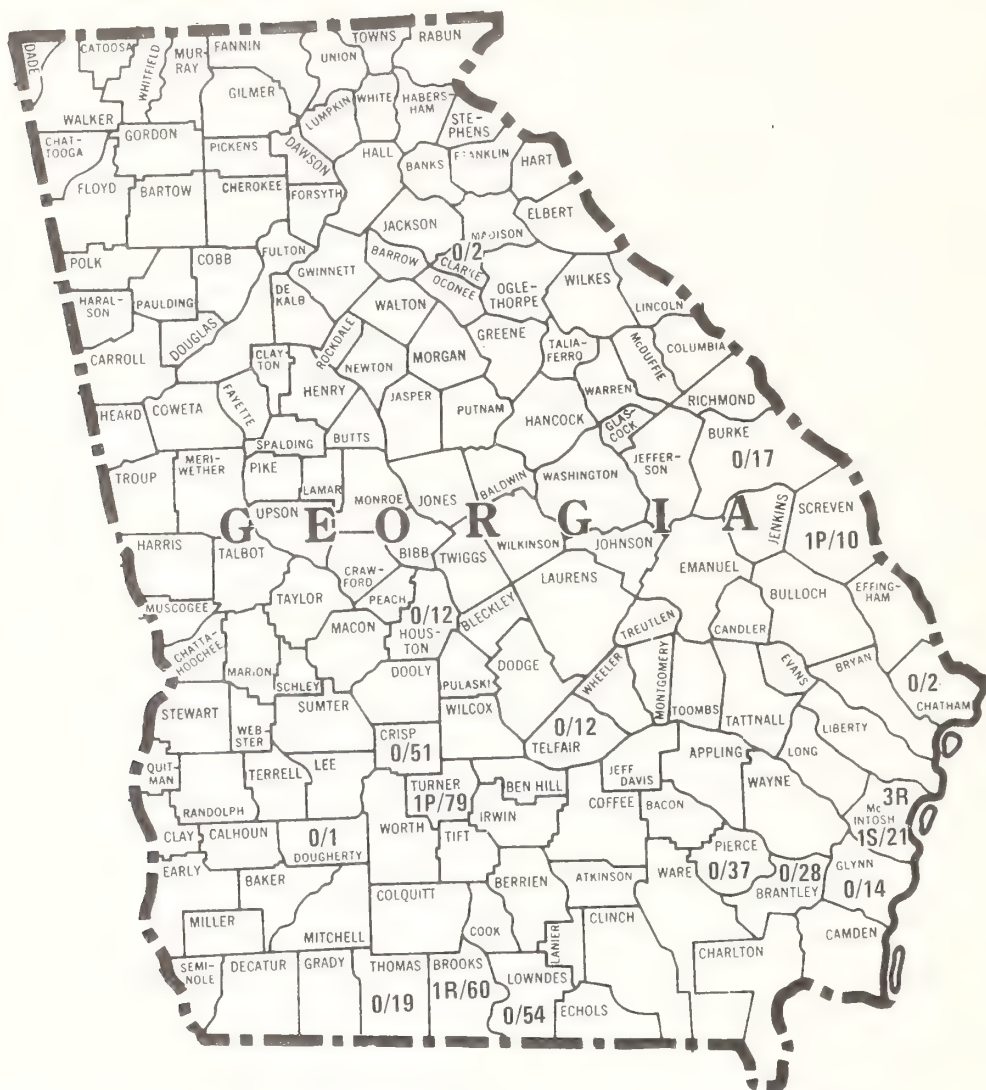 TOWNS
RABUN
FANNIN
CATOOSA
DADE
WHITFIELD
MUR-
RAY
UNION
GILMER
LUMPKIN
WHITE
HABERS-
HAM
STE-
PHENS
WALKER
CHAT-
TOOGA
GORDON
PICKENS
DAWSON
HALL
BANKS
FRANKLIN
HART
FLOYD
BARTOW
CHEROKEE
FORSYTH
JACKSON
MADISON
ELBERT
0/2
CLARKE
POLK
COBB
FULTON
GWINNETT
BARROW
OCONEE
OGLE-
THORPE
WILKES
LINCOLN
HARAL-
SON
PAULDING
DE
KALB
WALTON
GREENE
DOUGLAS
CARROLL
CLAY-
TON
ROCKDALE
NEWTON
MORGAN
TALIA-
FERRO
McDUFFIE
COLUMBIA
HEARD
COWETA
FAYETTE
HENRY
JASPER
PUTNAM
HANCOCK
WARREN
RICHMOND
GLAS-
COCK
SPALDING
BUTTS
BURKE
0/17
TROUP
MERI-
WETHER
PIKE
LAMAR
MONROE
JONES
BALDWIN
WASHINGTON
JEFFER-
SON
JENKINS
SCREVEN
1P/10
UPSON
GEORGIA
HARRIS
TALBOT
CRAW-
FORD
BIBB
TWIGGS
WILKINSON
JOHNSON
EMANUEL
MUSCOGEE
TAYLOR
PEACH
0/12
HOUS-
TON
BLECKLEY
LAURENS
TREUTLEN
CANDLER
BULLOCH
EFFING-
HAM
CHATTA-
HOOCHEE
MARION
SCHLEY
MACON
DOOLY
PULASKI
DODGE
WHEELER
MONTGOMERY
TOOMBS
TATTNALL
EVANS
BRYAN
0/2
CHATHAM
STEWART
WEB-
STER
SUMTER
CRISP
0/51
WILCOX
0/12
TELFAIR
LIBERTY
LONG
QUIT-
MAN
RANDOLPH
TERRELL
LEE
TURNER
1P/79
BEN HILL
JEFF
DAVIS
APPLING
WAYNE
3R
Mc
INTOSH
1S/21
CLAY
CALHOUN
0/1
DOUGHERTY
WORTH
TIFT
IRWIN
COFFEE
BACON
PIERCE
0/37
0/28
BRANTLEY
GLYNN
0/14
EARLY
BAKER
COLQUITT
BERRIEN
ATKINSON
WARE
MILLER
MITCHELL
COOK
LANIER
CLINCH
CHARLTON
CAMDEN
SEMI-
NOLE
DECATUR
GRADY
THOMAS
0/19
BROOKS
1R/60
LOWNDES
0/54
ECHOLS